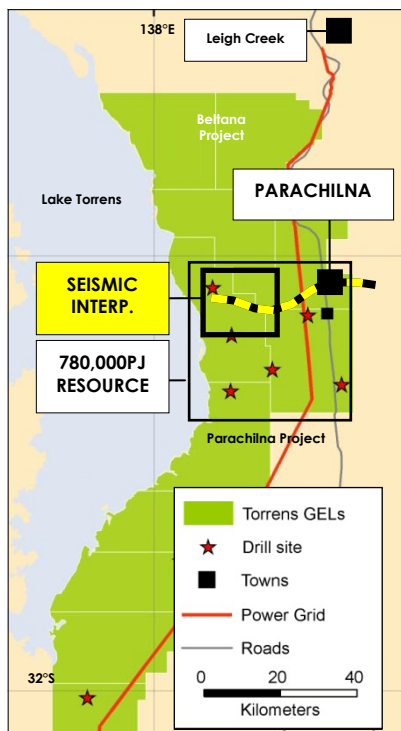 138°E
Leigh Creek
Beltana
Project
Lake Torrens
PARACHILNA
SEISMIC
INTERP.
780,000PJ
RESOURCE
Parachilna Project
Torrens GELs
Drill site
Towns
Power Grid
Roads
0 20 40
Kilometers
32°S